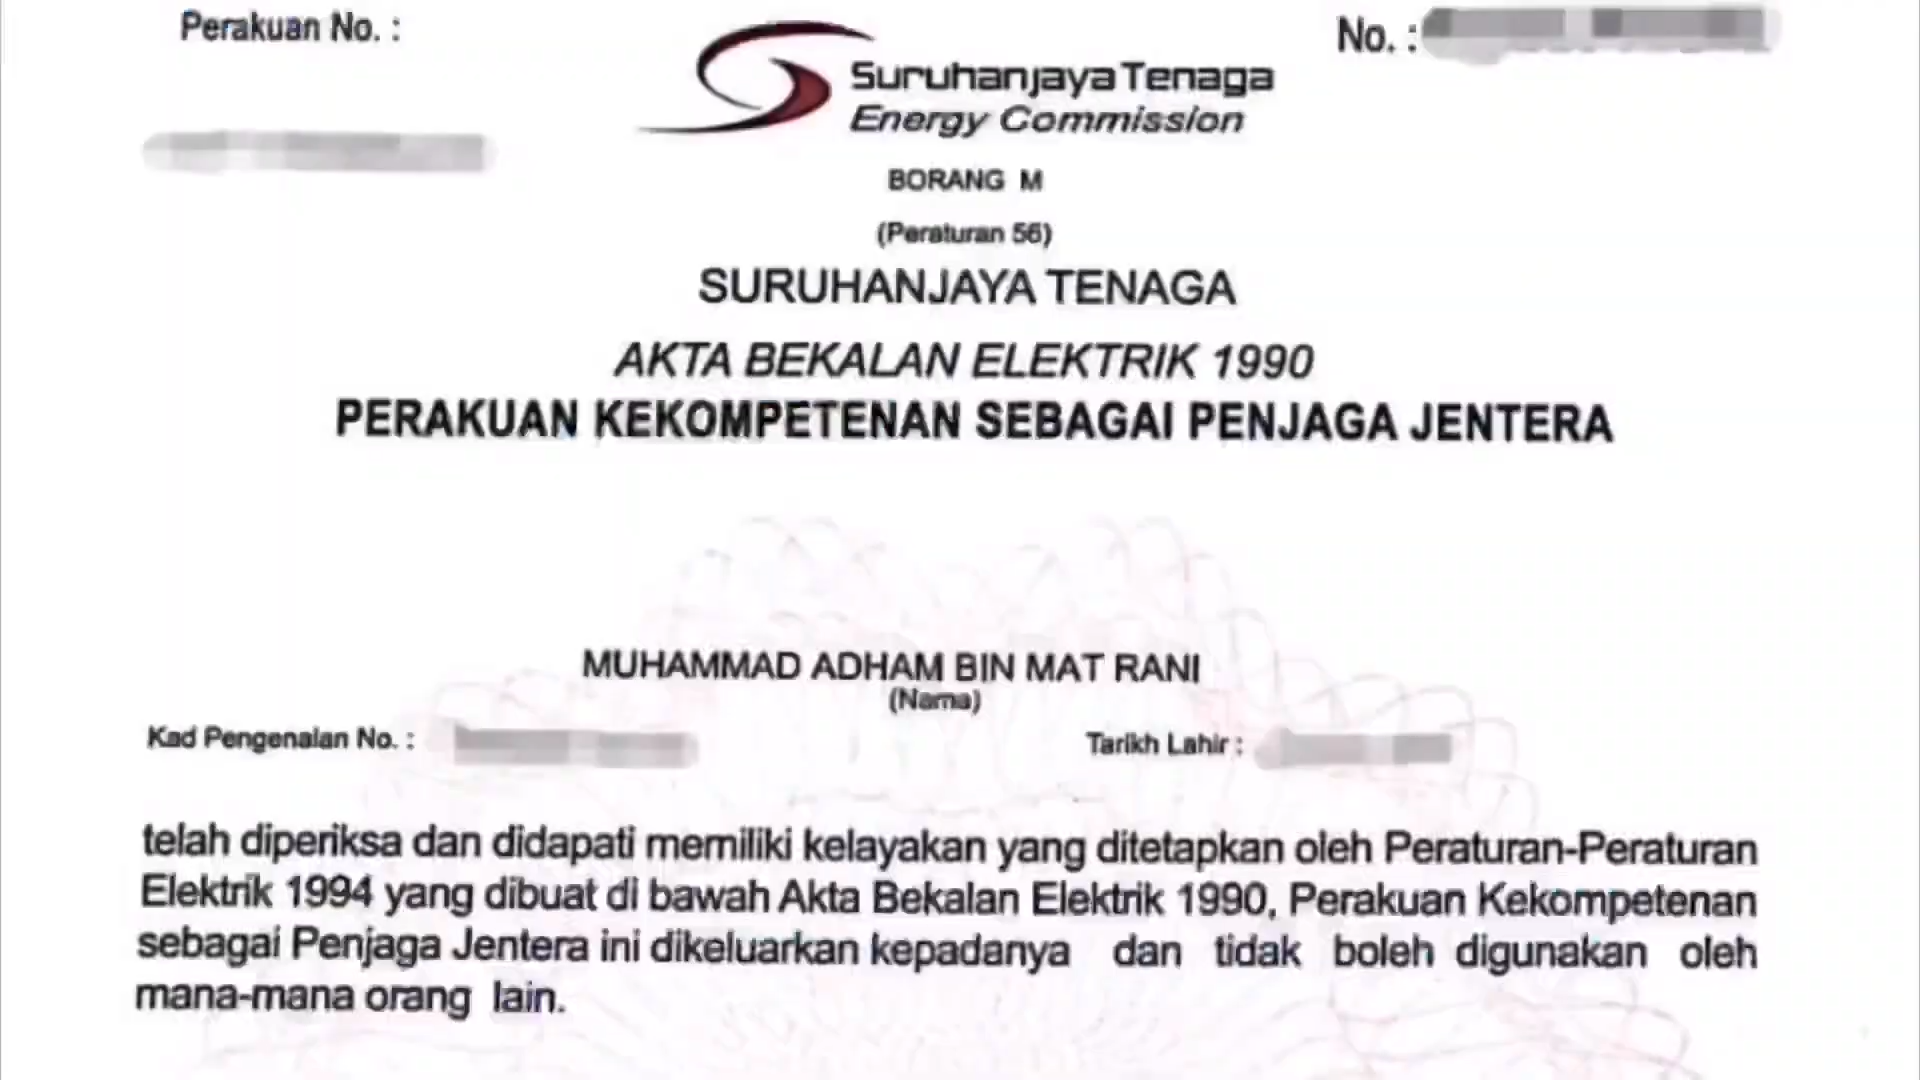 Perakuan No. :
No. :
Suruhanjaya Tenaga
Energy Commission
BORANG M
(Peraturan 56)
SURUHANJAYA TENAGA
AKTA BEKALAN ELEKTRIK 1990
PERAKUAN KEKOMPETENAN SEBAGAI PENJAGA JENTERA
MUHAMMAD ADHAM BIN MAT RANI
(Nama)
Kad Pengenalan No. :
Tarikh Lahir :
telah diperiksa dan didapati memiliki kelayakan yang ditetapkan oleh Peraturan-Peraturan
Elektrik 1994 yang dibuat di bawah Akta Bekalan Elektrik 1990, Perakuan Kekompetenan
sebagai Penjaga Jentera ini dikeluarkan kepadanya dan tidak boleh digunakan oleh
mana-mana orang lain.